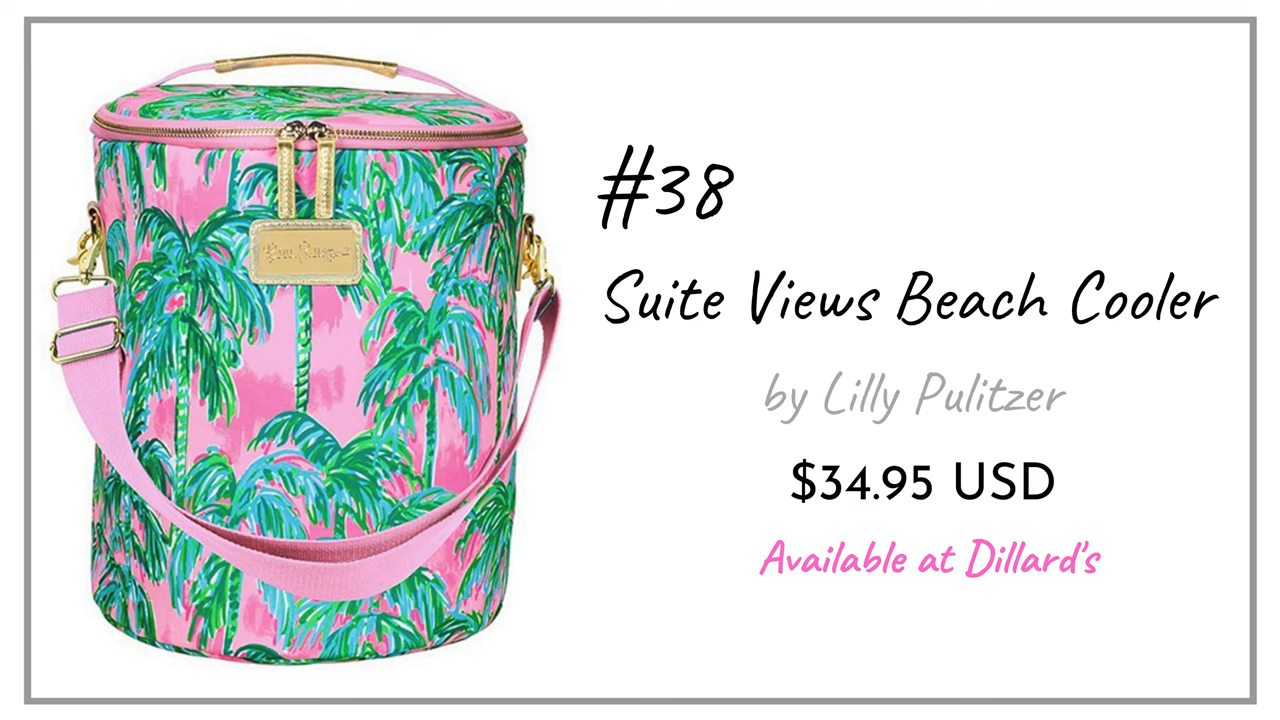 #38
Suite Views Beach Cooler
by Lilly Pulitzer
$34.95 USD
Available at Dillard's